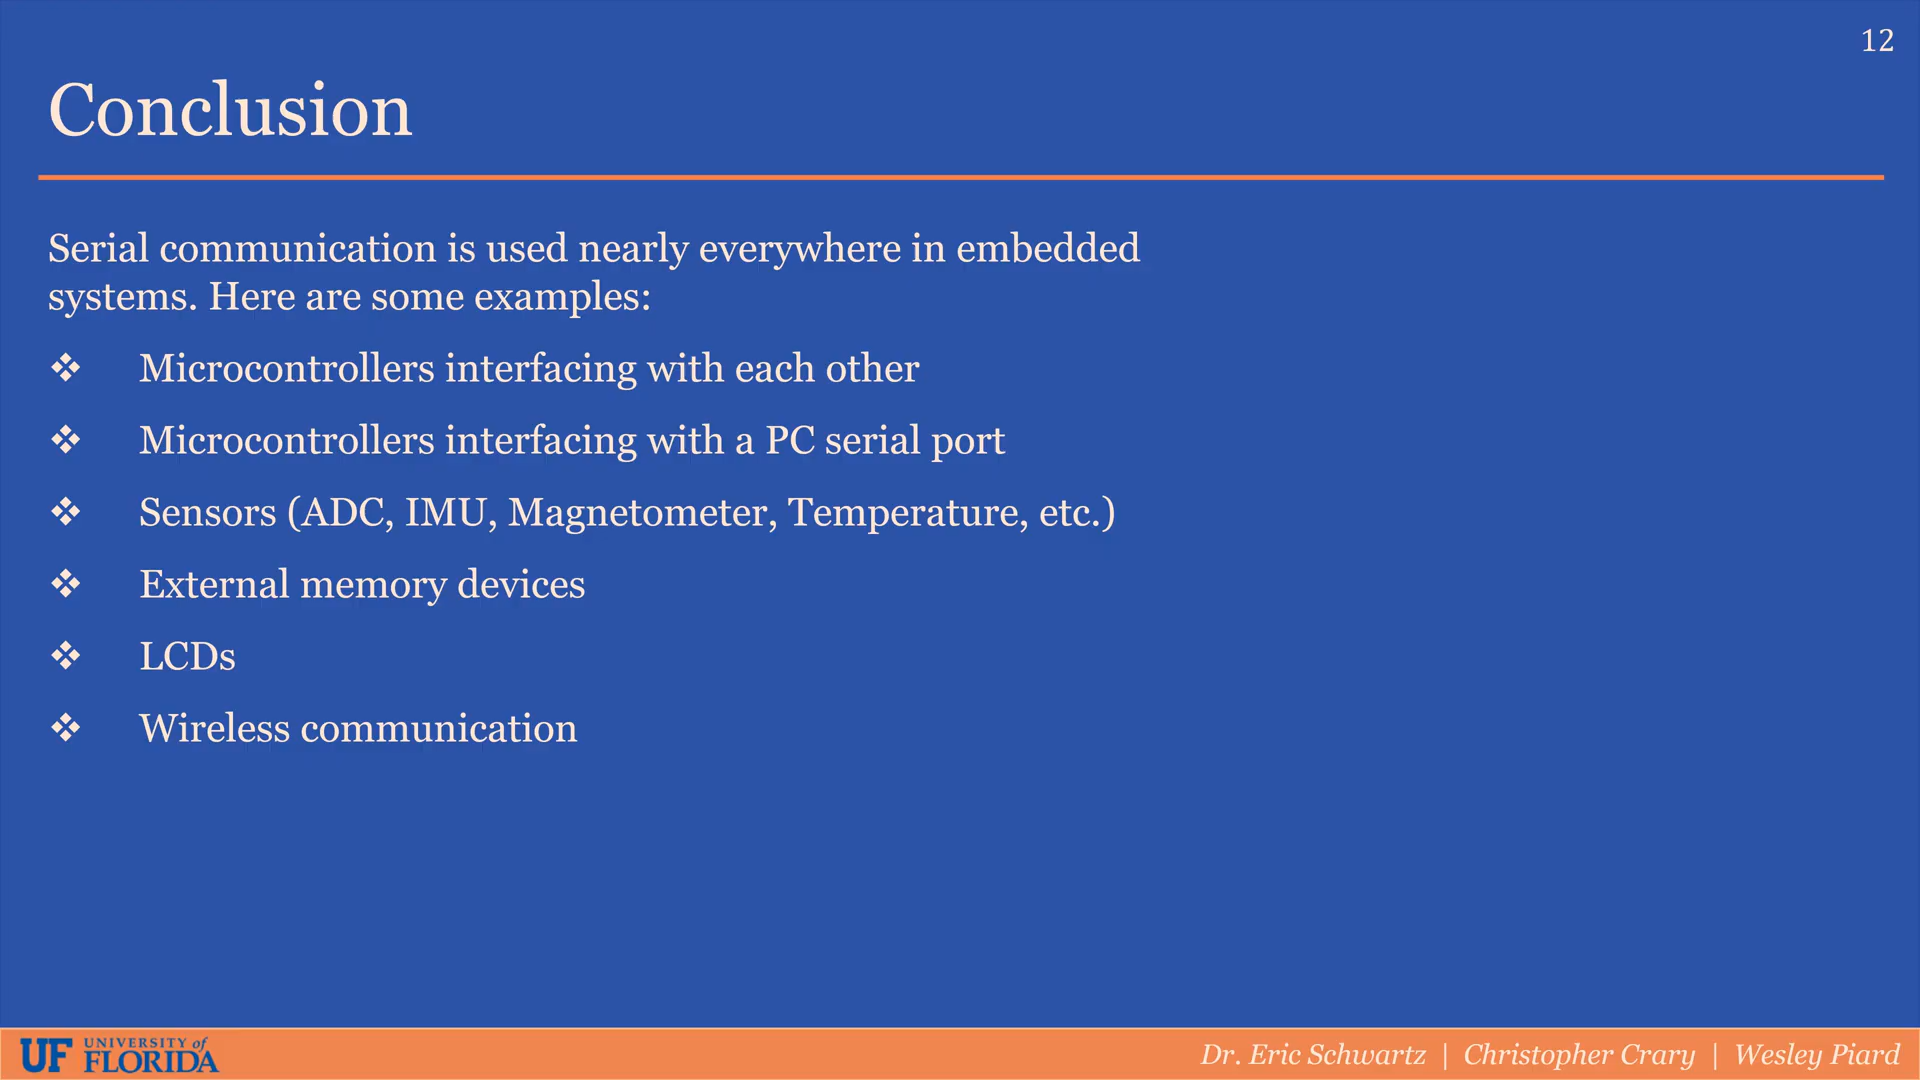 12
Conclusion
Serial communication is used nearly everywhere in embedded
systems. Here are some examples:
❖ Microcontrollers interfacing with each other
❖ Microcontrollers interfacing with a PC serial port
❖ Sensors (ADC, IMU, Magnetometer, Temperature, etc.)
❖ External memory devices
❖ LCDs
❖ Wireless communication
UF UNIVERSITY of
FLORIDA
Dr. Eric Schwartz | Christopher Crary | Wesley Piard